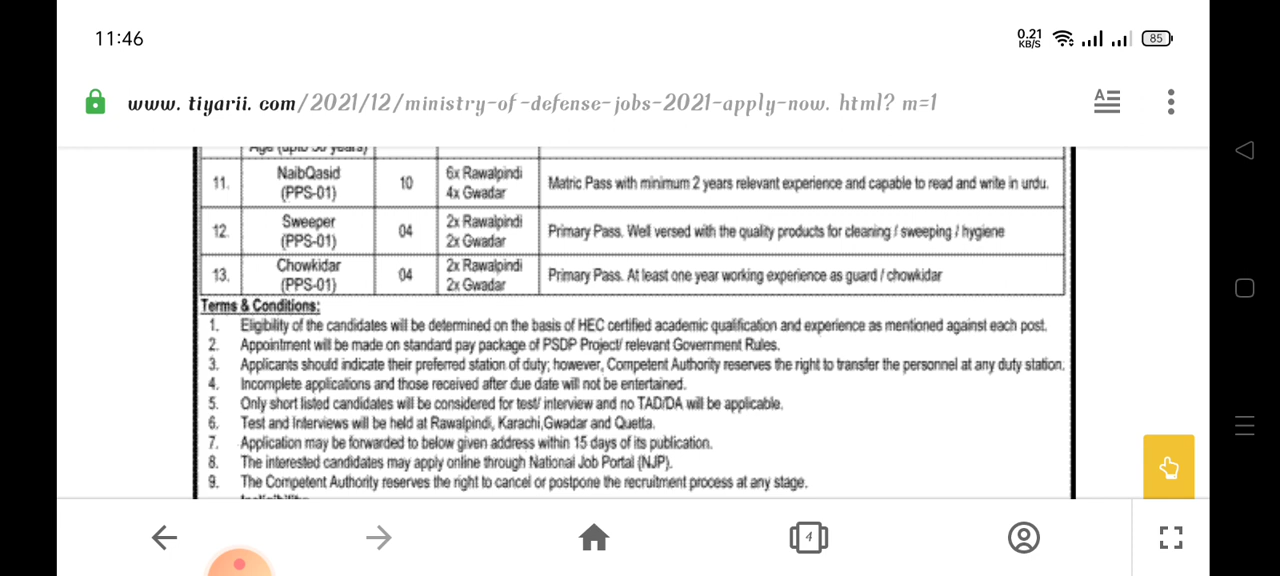 11:46
0.21
KB/S
85
www.tiyarii.com/2021/12/ministry-of-defense-jobs-2021-apply-now.html?m=1
A
Age (upto 30 years)
11. NaibQasid (PPS-01) 10 6x Rawalpindi 4x Gwadar Matric Pass with minimum 2 years relevant experience and capable to read and write in urdu.
12. Sweeper (PPS-01) 04 2x Rawalpindi 2x Gwadar Primary Pass. Well versed with the quality products for cleaning / sweeping / hygiene
13. Chowkidar (PPS-01) 04 2x Rawalpindi 2x Gwadar Primary Pass. At least one year working experience as guard / chowkidar
Terms & Conditions:
1. Eligibility of the candidates will be determined on the basis of HEC certified academic qualification and experience as mentioned against each post.
2. Appointment will be made on standard pay package of PSDP Project/ relevant Government Rules.
3. Applicants should indicate their preferred station of duty; however, Competent Authority reserves the right to transfer the personnel at any duty station.
4. Incomplete applications and those received after due date will not be entertained.
5. Only short listed candidates will be considered for test/ interview and no TAD/DA will be applicable.
6. Test and Interviews will be held at Rawalpindi, Karachi,Gwadar and Quetta.
7. Application may be forwarded to below given address within 15 days of its publication.
8. The interested candidates may apply online through National Job Portal (NJP).
9. The Competent Authority reserves the right to cancel or postpone the recruitment process at any stage.
4